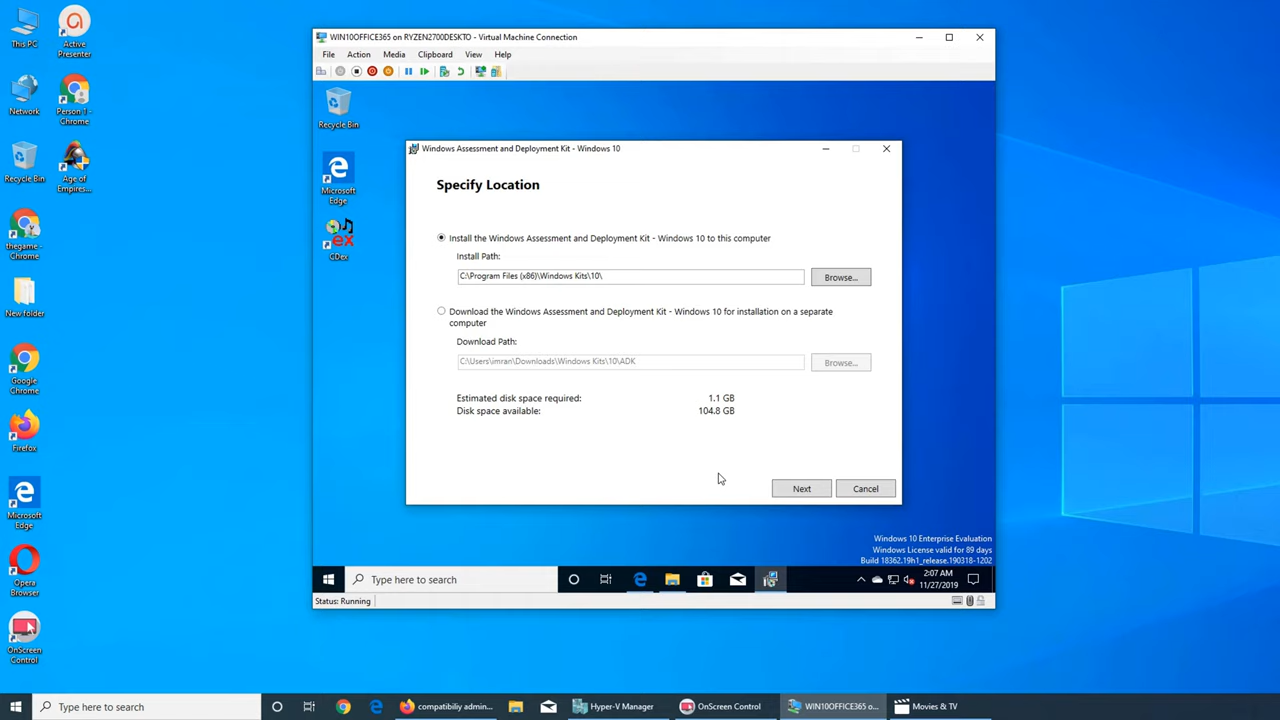 This PC
Active
Presenter
Network
Person 1 -
Chrome
Recycle Bin
Age of
Empires...
thegame -
Chrome
New folder
Google
Chrome
Firefox
Microsoft
Edge
Opera
Browser
OnScreen
Control
WIN10OFFICE365 on RYZEN2700DESKTO - Virtual Machine Connection
File Action Media Clipboard View Help
Recycle Bin
Microsoft
Edge
ex
CDex
Windows Assessment and Deployment Kit - Windows 10
Specify Location
Install the Windows Assessment and Deployment Kit - Windows 10 to this computer
Install Path:
C:\Program Files (x86)\Windows Kits\10\
Browse...
Download the Windows Assessment and Deployment Kit - Windows 10 for installation on a separate
computer
Download Path:
C:\Users\imran\Downloads\Windows Kits\10\ADK
Browse...
Estimated disk space required: 1.1 GB
Disk space available: 104.8 GB
Next Cancel
Windows 10 Enterprise Evaluation
Windows License valid for 89 days
Build 18362.19h1_release.190318-1202
Type here to search
2:07 AM
11/27/2019
Status: Running
Type here to search
compatibiliy admin...
Hyper-V Manager
OnScreen Control
WIN10OFFICE365 o...
Movies & TV